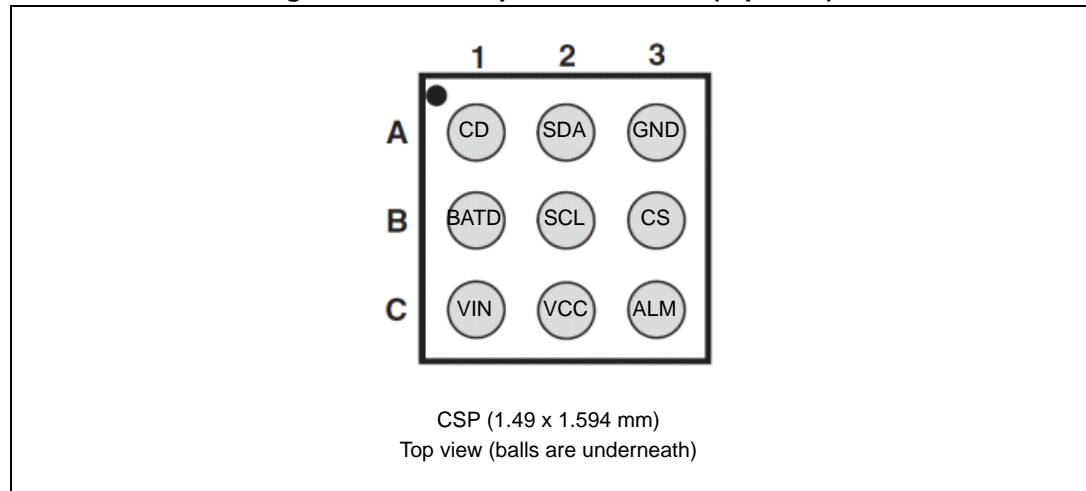 1 2 3
A CD SDA GND
B BATD SCL CS
C VIN VCC ALM
CSP (1.49 x 1.594 mm)
Top view (balls are underneath)